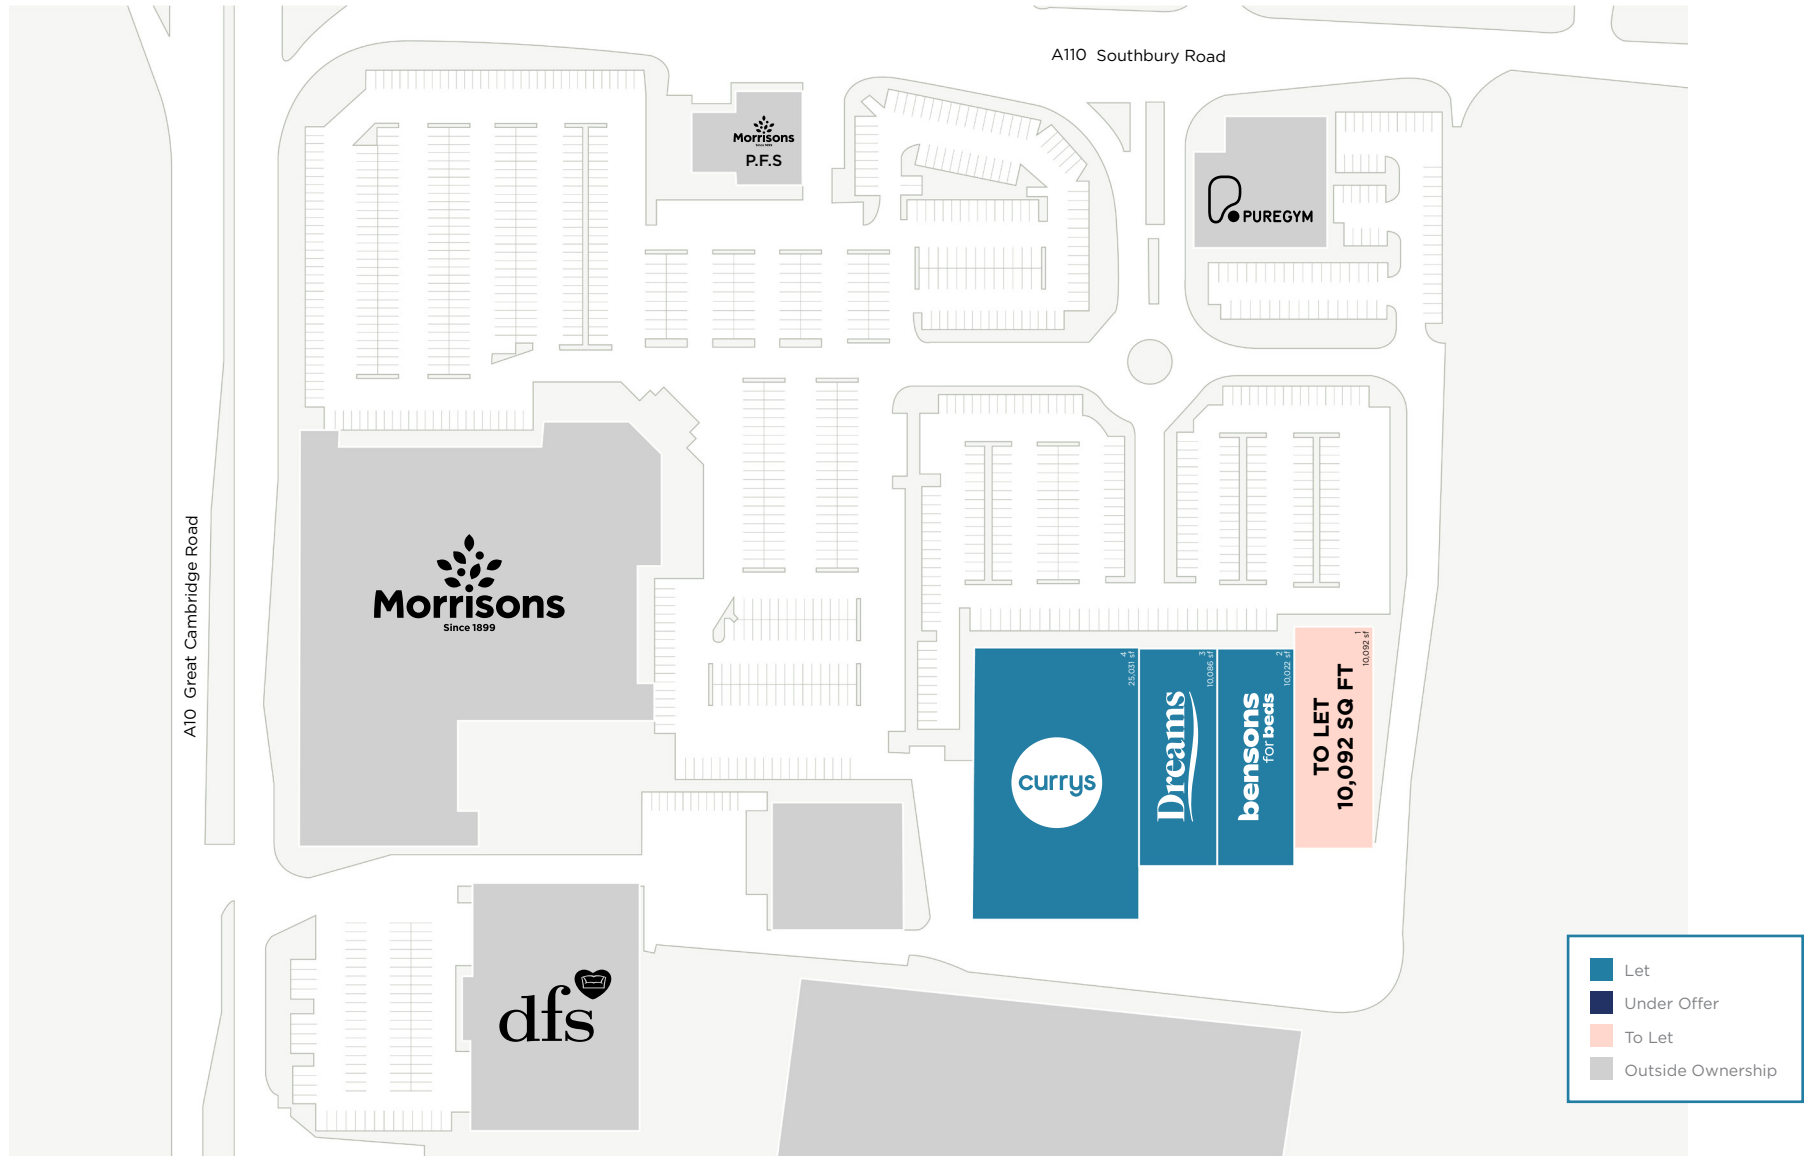 A110 Southbury Road
Morrisons
Since 1899
P.F.S
PUREGYM
A10 Great Cambridge Road
Morrisons
Since 1899
4
25,031 sf
currys
3
10,086 sf
Dreams
2
10,022 sf
bensons
for beds
1
10,092 sf
TO LET
10,092 SQ FT
dfs
Let
Under Offer
To Let
Outside Ownership